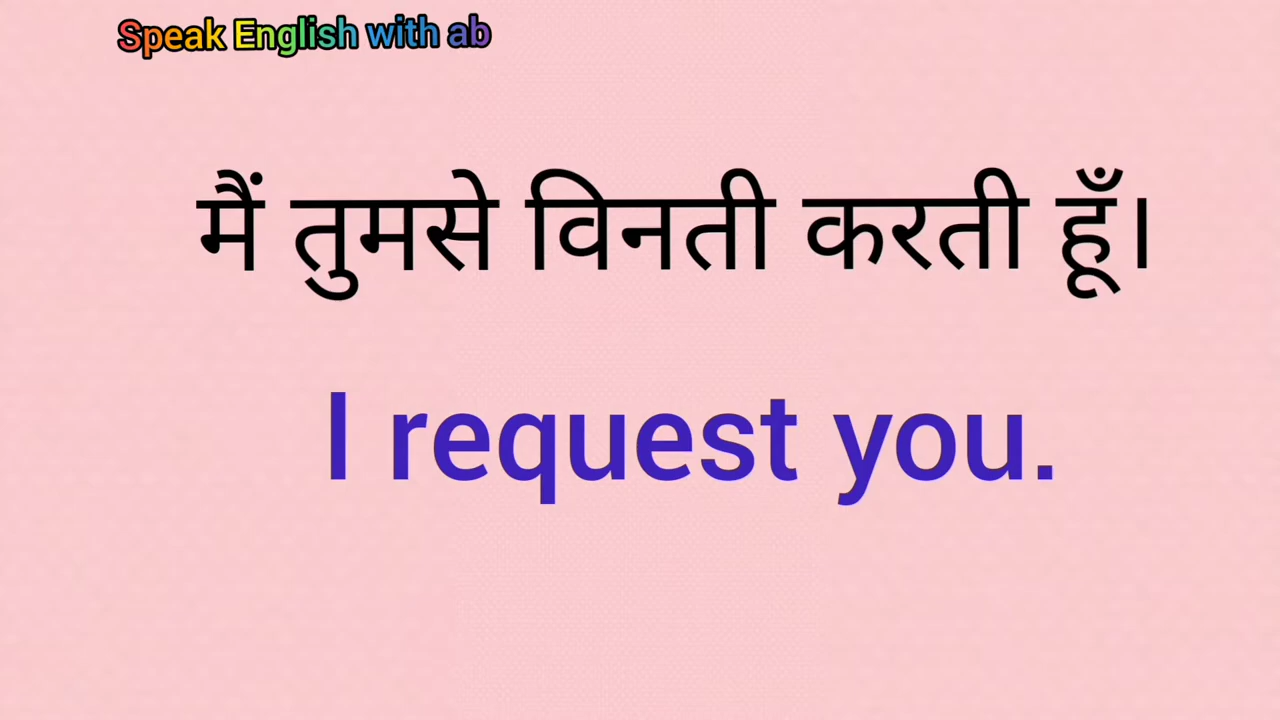 Speak English with ab
मैं तुमसे विनती करती हूँ।
I request you.